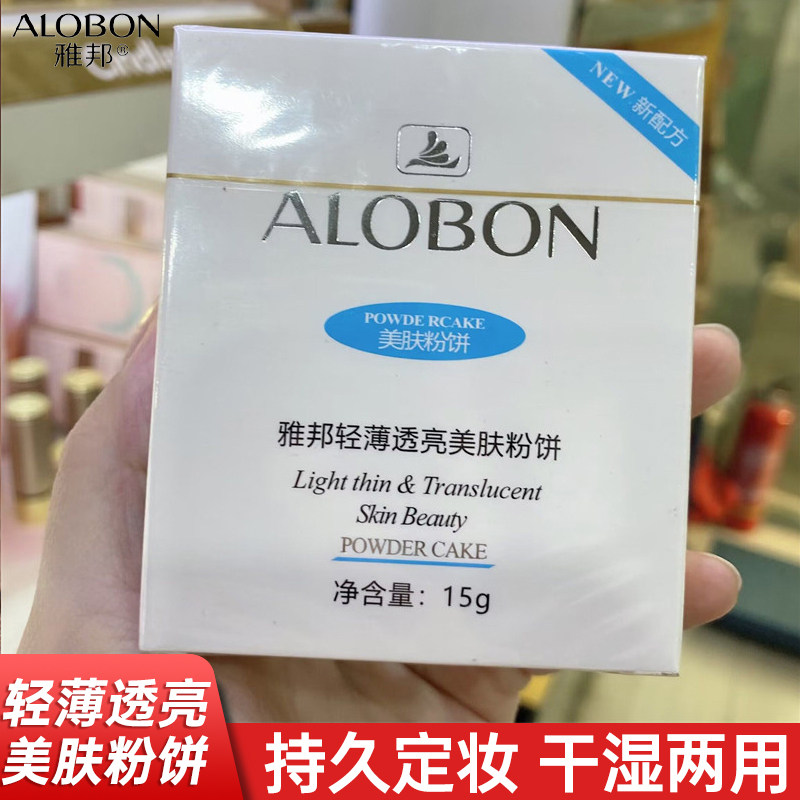 ALOBON
雅邦®
NEW 新配方
ALOBON
POWDE RCAKE
美肤粉饼
雅邦轻薄透亮美肤粉饼
Light thin & Translucent
Skin Beauty
POWDER CAKE
净含量：15g
轻薄透亮
美肤粉饼
持久定妆 干湿两用